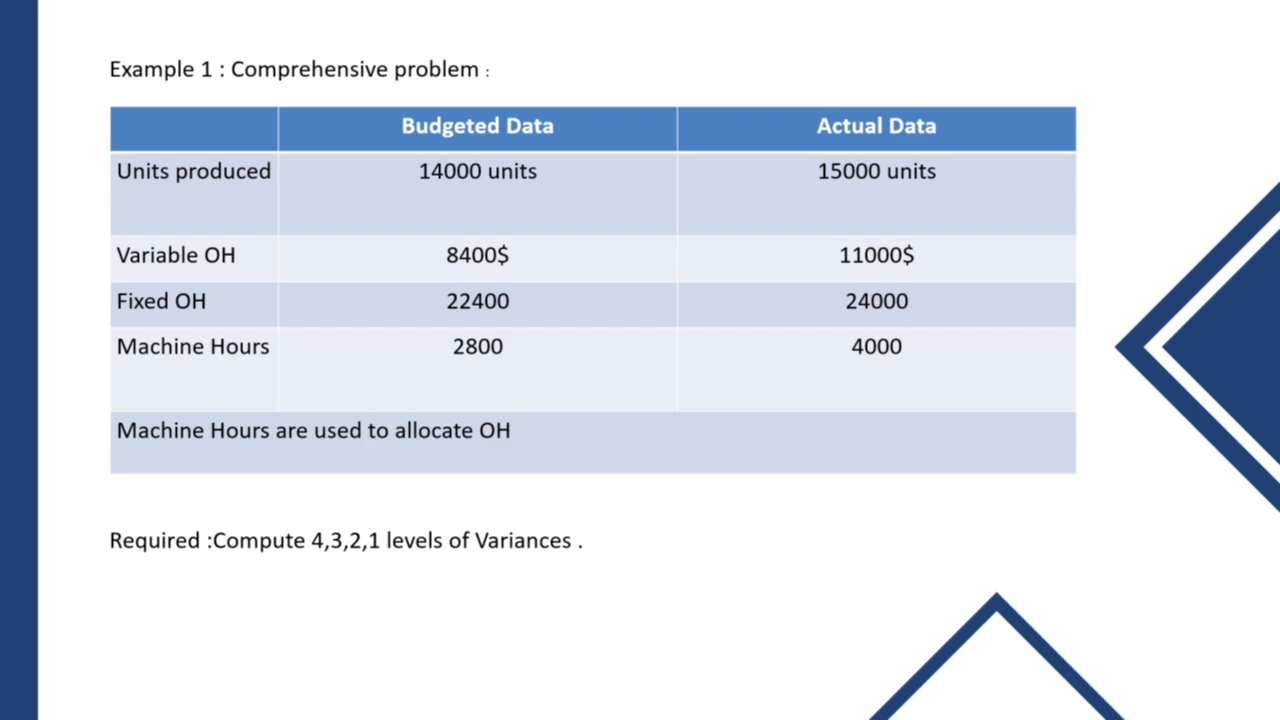 Example 1 : Comprehensive problem :
Budgeted Data Actual Data
Units produced 14000 units 15000 units
Variable OH 8400$ 11000$
Fixed OH 22400 24000
Machine Hours 2800 4000
Machine Hours are used to allocate OH
Required :Compute 4,3,2,1 levels of Variances .